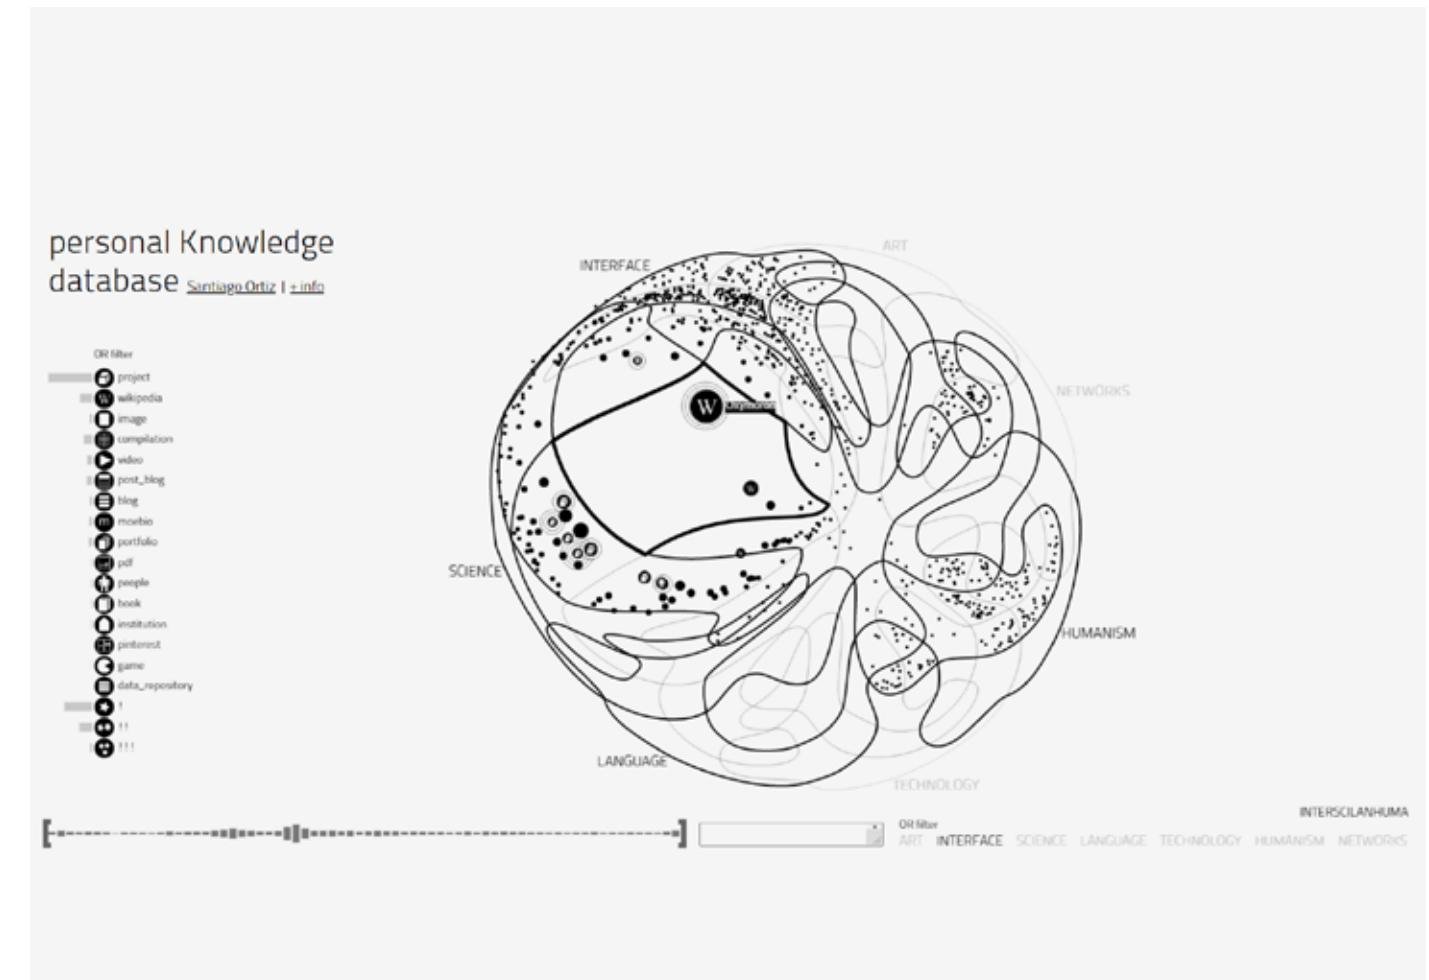 personal Knowledge
database Santiago Ortiz | + info
INTERFACE
ART
NETWORKS
SCIENCE
HUMANISM
LANGUAGE
TECHNOLOGY
W
OR filter
project
wikipedia
image
compilation
video
post_blog
blog
moebio
portfolio
pdf
people
book
institution
pinterest
game
data_repository
!
!!
!!!
INTERSCILANHUMA
OR filter
ART INTERFACE SCIENCE LANGUAGE TECHNOLOGY HUMANISM NETWORKS